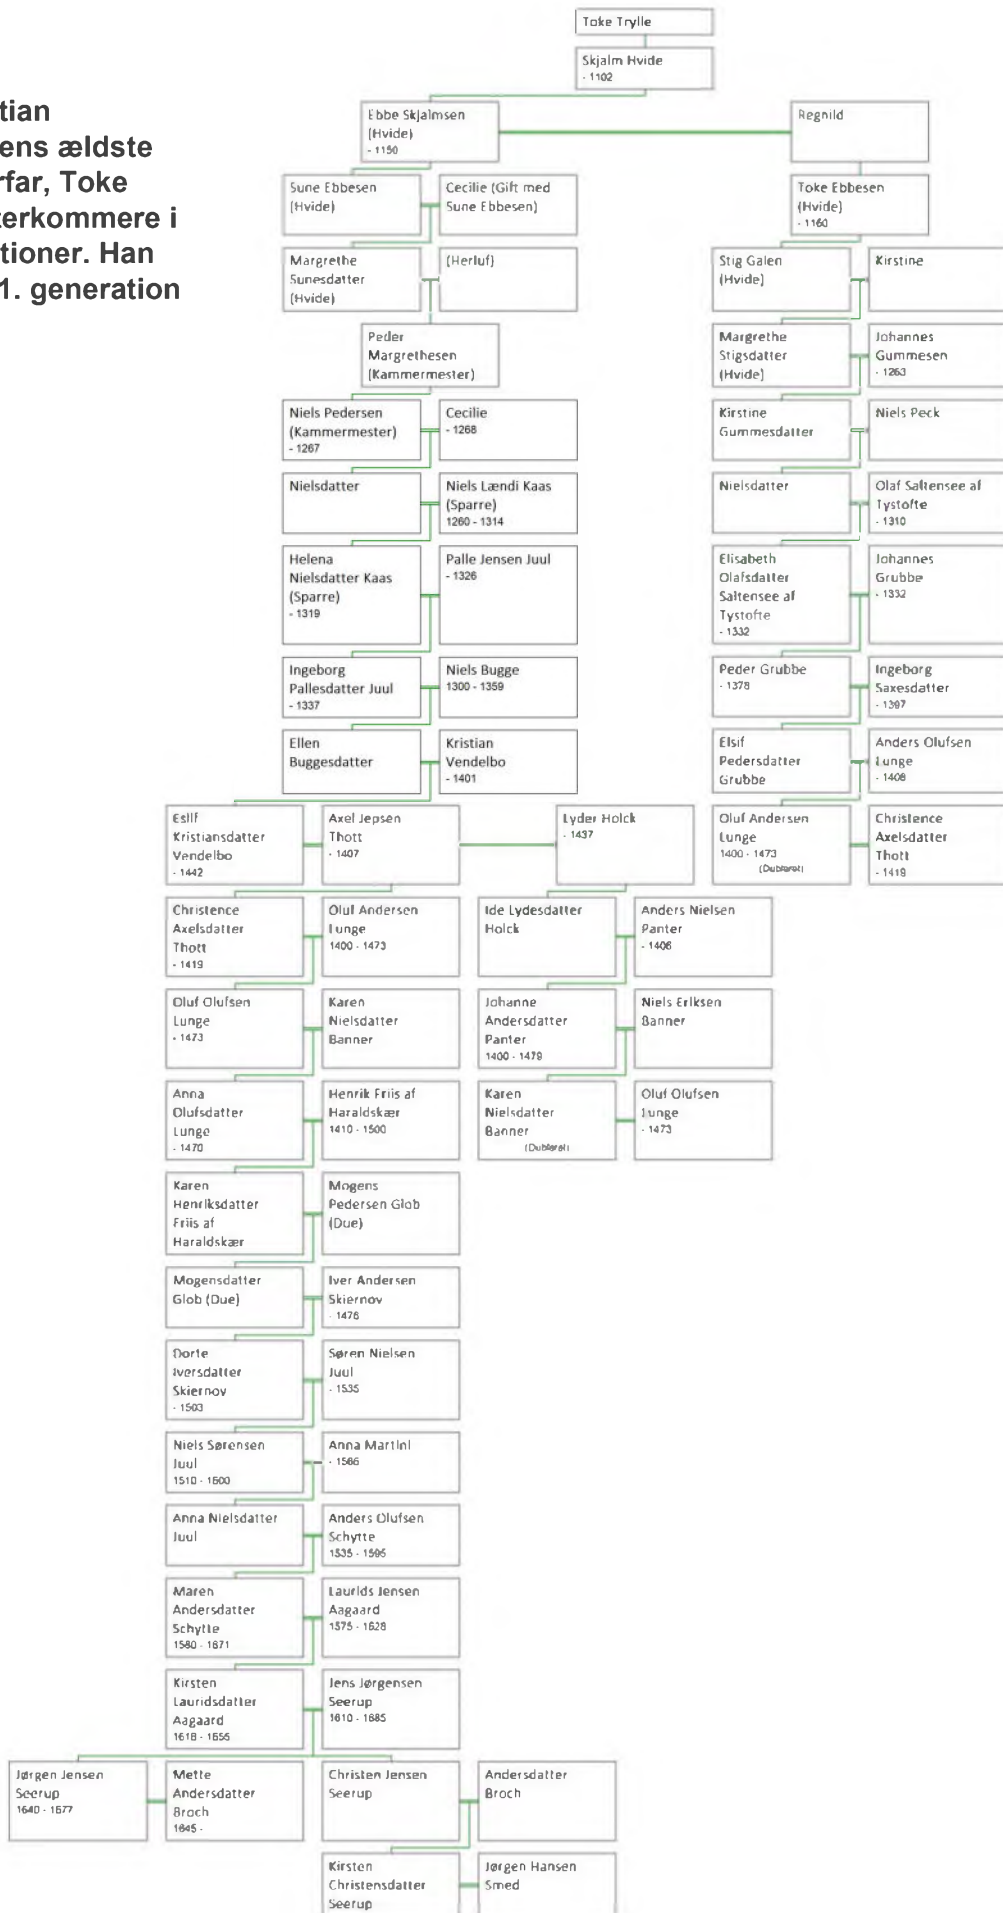 tian
ens ældste
rfar, Toke
terkommere i
tioner. Han
1. generation
Toke Trylle
Skjalm Hvide
- 1102
Ebbe Skjalmsen
(Hvide)
- 1150
Regnild
Sune Ebbesen
(Hvide)
Cecilie (Gift med
Sune Ebbesen)
Toke Ebbesen
(Hvide)
- 1160
Margrethe
Sunesdatter
(Hvide)
(Herluf)
Stig Galen
(Hvide)
Kirstine
Peder
Margrethesen
(Kammermester)
Margrethe
Stigsdatter
(Hvide)
Johannes
Gummesen
- 1263
Niels Pedersen
(Kammermester)
- 1267
Cecilie
- 1268
Kirstine
Gummesdatter
Niels Peck
Nielsdatter
Niels Lændi Kaas
(Sparre)
1260 - 1314
Nielsdatter
Olaf Saltensee af
Tystofte
- 1310
Helena
Nielsdatter Kaas
(Sparre)
- 1319
Palle Jensen Juul
- 1326
Elisabeth
Olafsdatter
Saltensee af
Tystofte
- 1332
Johannes
Grubbe
- 1332
Ingeborg
Pallesdatter Juul
- 1337
Niels Bugge
1300 - 1359
Peder Grubbe
- 1378
Ingeborg
Saxesdatter
- 1397
Ellen
Buggesdatter
Kristian
Vendelbo
- 1401
Elsif
Pedersdatter
Grubbe
Anders Olufsen
Lunge
- 1408
Eslif
Kristiansdatter
Vendelbo
- 1442
Axel Jepsen
Thott
- 1407
Lyder Holck
- 1437
Oluf Andersen
Lunge
1400 - 1473
(Dubleret)
Christence
Axelsdatter
Thott
- 1419
Christence
Axelsdatter
Thott
- 1419
Oluf Andersen
Lunge
1400 - 1473
Ide Lydesdatter
Holck
Anders Nielsen
Panter
- 1406
Oluf Olufsen
Lunge
- 1473
Karen
Nielsdatter
Banner
Johanne
Andersdatter
Panter
1400 - 1479
Niels Eriksen
Banner
Anna
Olufsdatter
Lunge
- 1470
Henrik Friis af
Haraldskær
1410 - 1500
Karen
Nielsdatter
Banner
(Dubleret)
Oluf Olufsen
Lunge
- 1473
Karen
Henriksdatter
Friis af
Haraldskær
Mogens
Pedersen Glob
(Due)
Mogensdatter
Glob (Due)
Iver Andersen
Skiernov
- 1476
Dorte
Iversdatter
Skiernov
- 1503
Søren Nielsen
Juul
- 1535
Niels Sørensen
Juul
1510 - 1600
Anna Martini
- 1566
Anna Nielsdatter
Juul
Anders Olufsen
Schytte
1535 - 1595
Maren
Andersdatter
Schytte
1580 - 1671
Laurids Jensen
Aagaard
1575 - 1628
Kirsten
Lauridsdatter
Aagaard
1618 - 1655
Jens Jørgensen
Seerup
1610 - 1685
Jørgen Jensen
Seerup
1640 - 1677
Mette
Andersdatter
Broch
1645 -
Christen Jensen
Seerup
Andersdatter
Broch
Kirsten
Christensdatter
Seerup
Jørgen Hansen
Smed